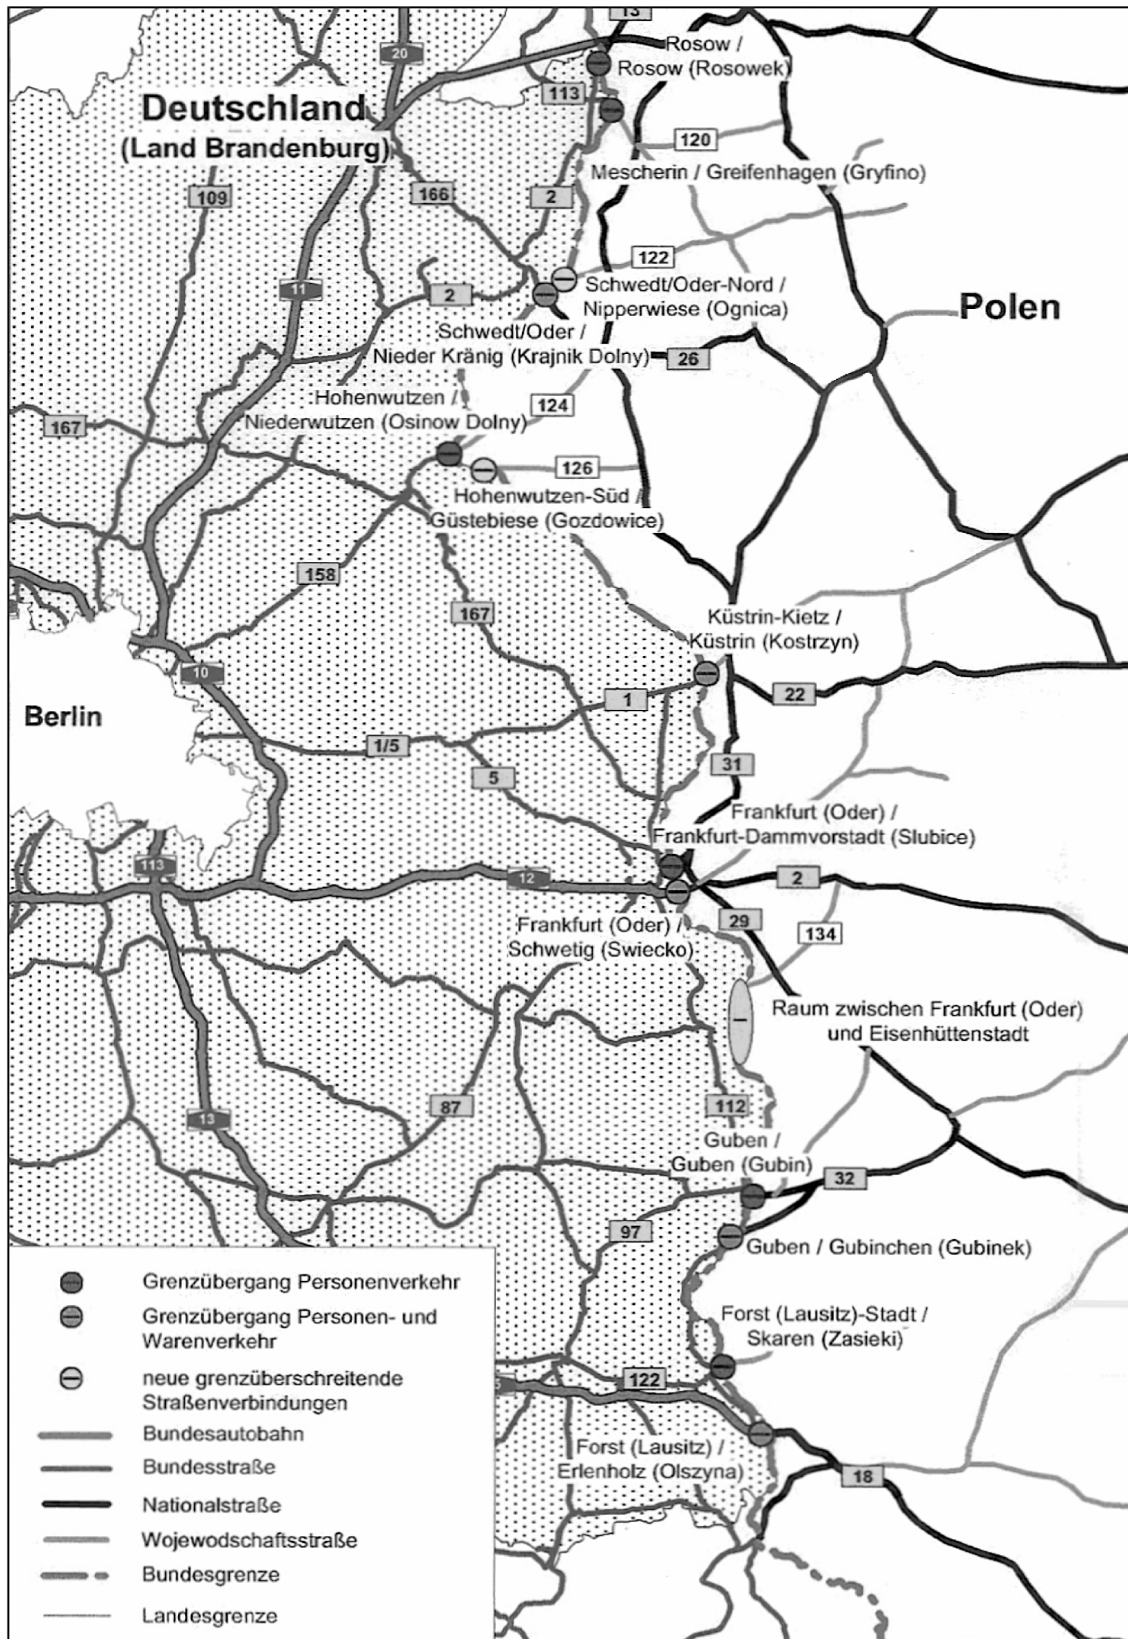 13
20
Rosow /
Rosow (Rosowek)
113
Deutschland
(Land Brandenburg)
120
Mescherin / Greifenhagen (Gryfino)
109
166
2
122
11
2
Schwedt/Oder-Nord /
Nipperwiese (Ognica)
Polen
Schwedt/Oder /
Nieder Kränig (Krajnik Dolny)
26
Hohenwutzen /
Niederwutzen (Osinow Dolny)
124
167
126
Hohenwutzen-Süd /
Güstebiese (Gozdowice)
158
167
Küstrin-Kietz /
Küstrin (Kostrzyn)
10
1
22
Berlin
1/5
5
31
Frankfurt (Oder) /
Frankfurt-Dammvorstadt (Slubice)
113
12
2
29
134
Frankfurt (Oder) /
Schwetig (Swiecko)
Raum zwischen Frankfurt (Oder)
und Eisenhüttenstadt
87
112
13
Guben /
Guben (Gubin)
32
97
Guben / Gubinchen (Gubinek)
Forst (Lausitz)-Stadt /
Skaren (Zasieki)
122
Forst (Lausitz) /
Erlenholz (Olszyna)
18
Grenzübergang Personenverkehr
Grenzübergang Personen- und
Warenverkehr
neue grenzüberschreitende
Straßenverbindungen
Bundesautobahn
Bundesstraße
Nationalstraße
Wojewodschaftsstraße
Bundesgrenze
Landesgrenze